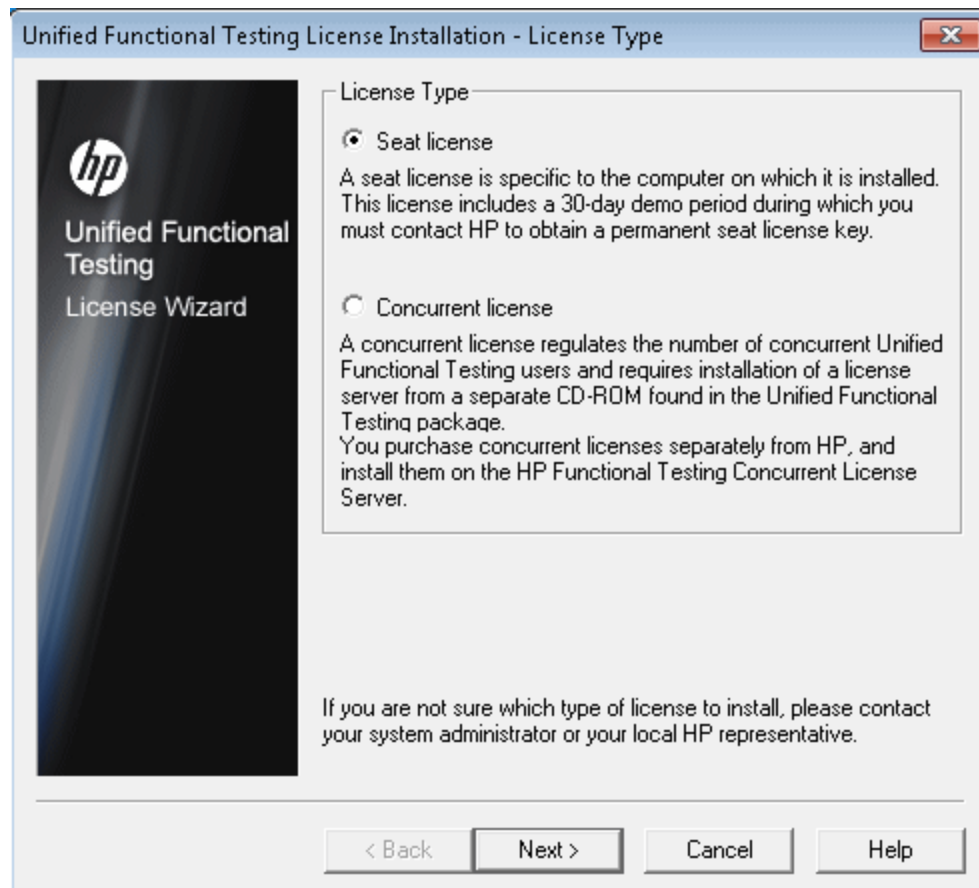 Unified Functional Testing License Installation - License Type
hp
Unified Functional
Testing
License Wizard
License Type
Seat license
A seat license is specific to the computer on which it is installed.
This license includes a 30-day demo period during which you
must contact HP to obtain a permanent seat license key.
Concurrent license
A concurrent license regulates the number of concurrent Unified
Functional Testing users and requires installation of a license
server from a separate CD-ROM found in the Unified Functional
Testing package.
You purchase concurrent licenses separately from HP, and
install them on the HP Functional Testing Concurrent License
Server.
If you are not sure which type of license to install, please contact
your system administrator or your local HP representative.
< Back
Next >
Cancel
Help